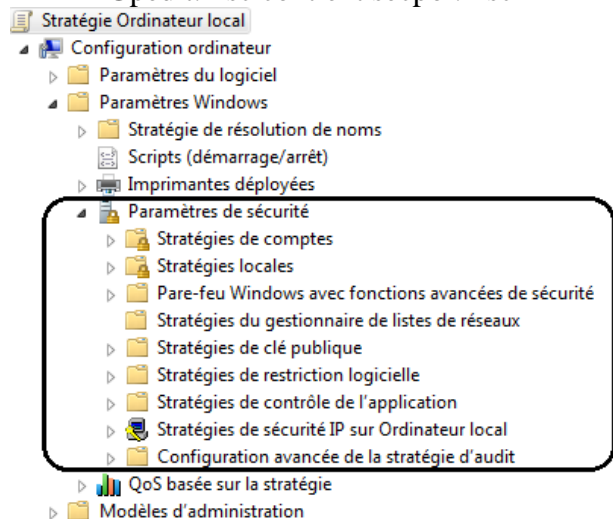 Stratégie Ordinateur local
Configuration ordinateur
Paramètres du logiciel
Paramètres Windows
Stratégie de résolution de noms
Scripts (démarrage/arrêt)
Imprimantes déployées
Paramètres de sécurité
Stratégies de comptes
Stratégies locales
Pare-feu Windows avec fonctions avancées de sécurité
Stratégies du gestionnaire de listes de réseaux
Stratégies de clé publique
Stratégies de restriction logicielle
Stratégies de contrôle de l'application
Stratégies de sécurité IP sur Ordinateur local
Configuration avancée de la stratégie d'audit
QoS basée sur la stratégie
Modèles d'administration